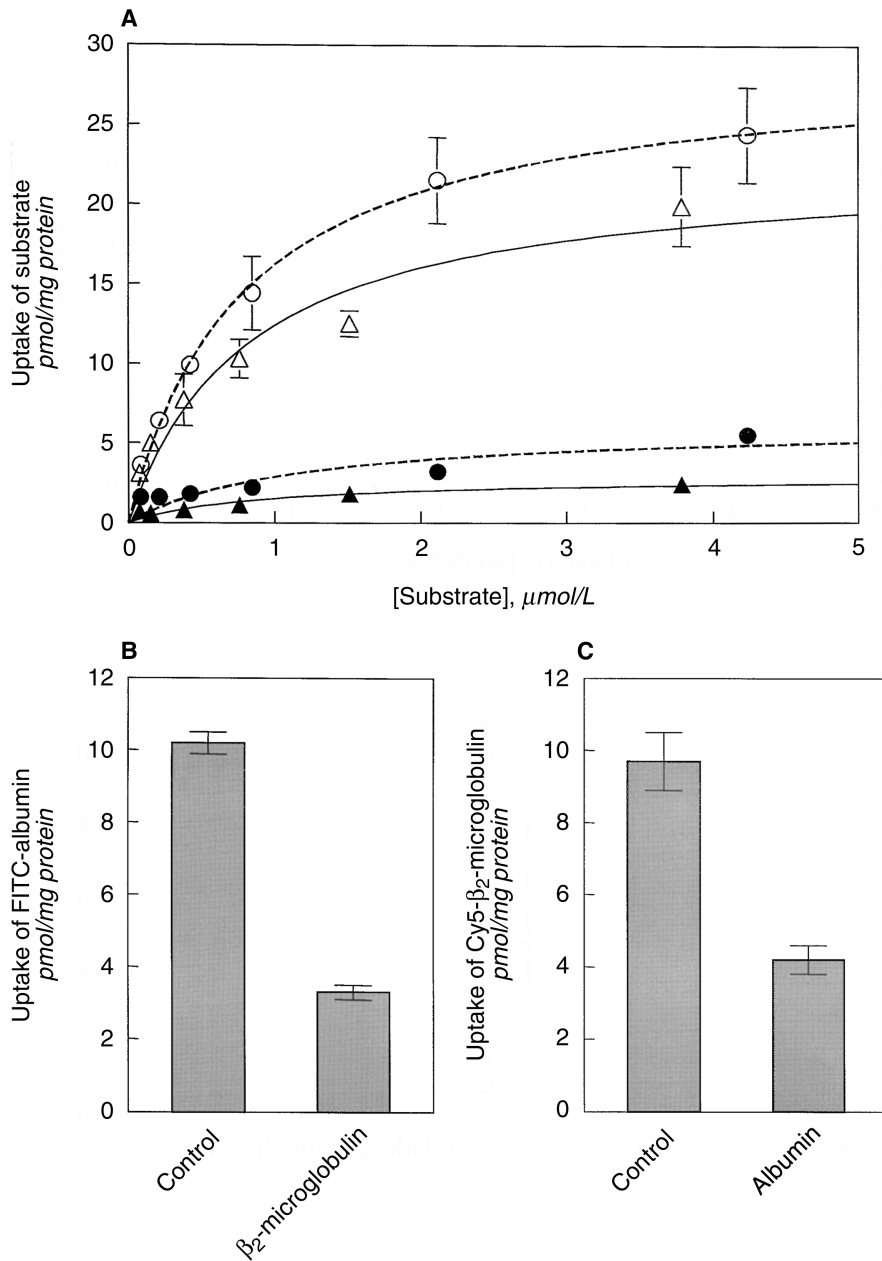 A
30
25
20
15
10
5
0
Uptake of substrate
pmol/mg protein
0 1 2 3 4 5
[Substrate], μmol/L
B
12
10
8
6
4
2
0
Uptake of FITC-albumin
pmol/mg protein
Control
β2-microglobulin
C
12
10
8
6
4
2
0
Uptake of Cy5-β2-microglobulin
pmol/mg protein
Control
Albumin